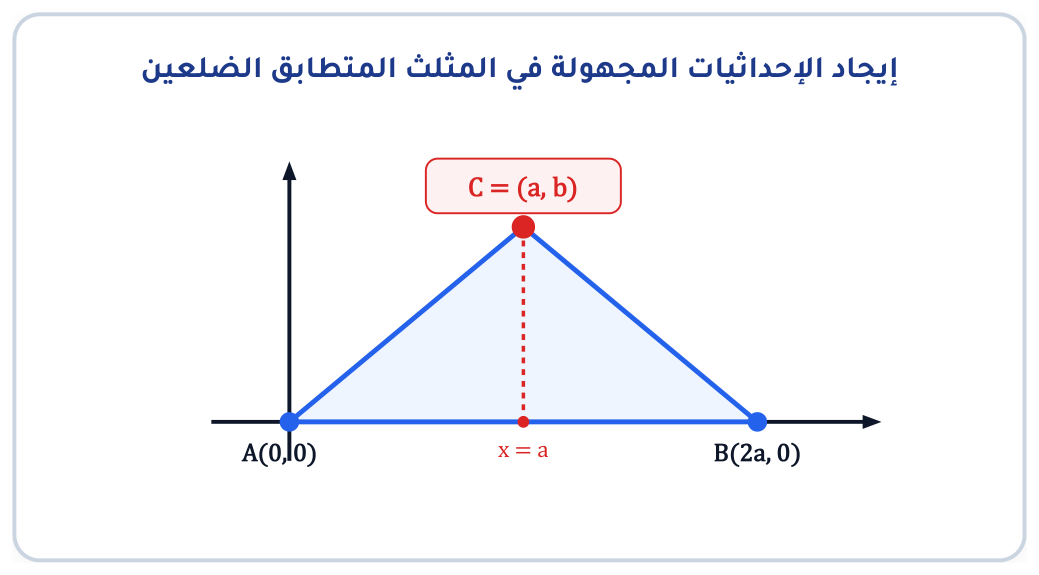 إيجاد الإحداثيات المجهولة في المثلث المتطابق الضلعين
C = (a, b)
A(0,0)
x = a
B(2a, 0)